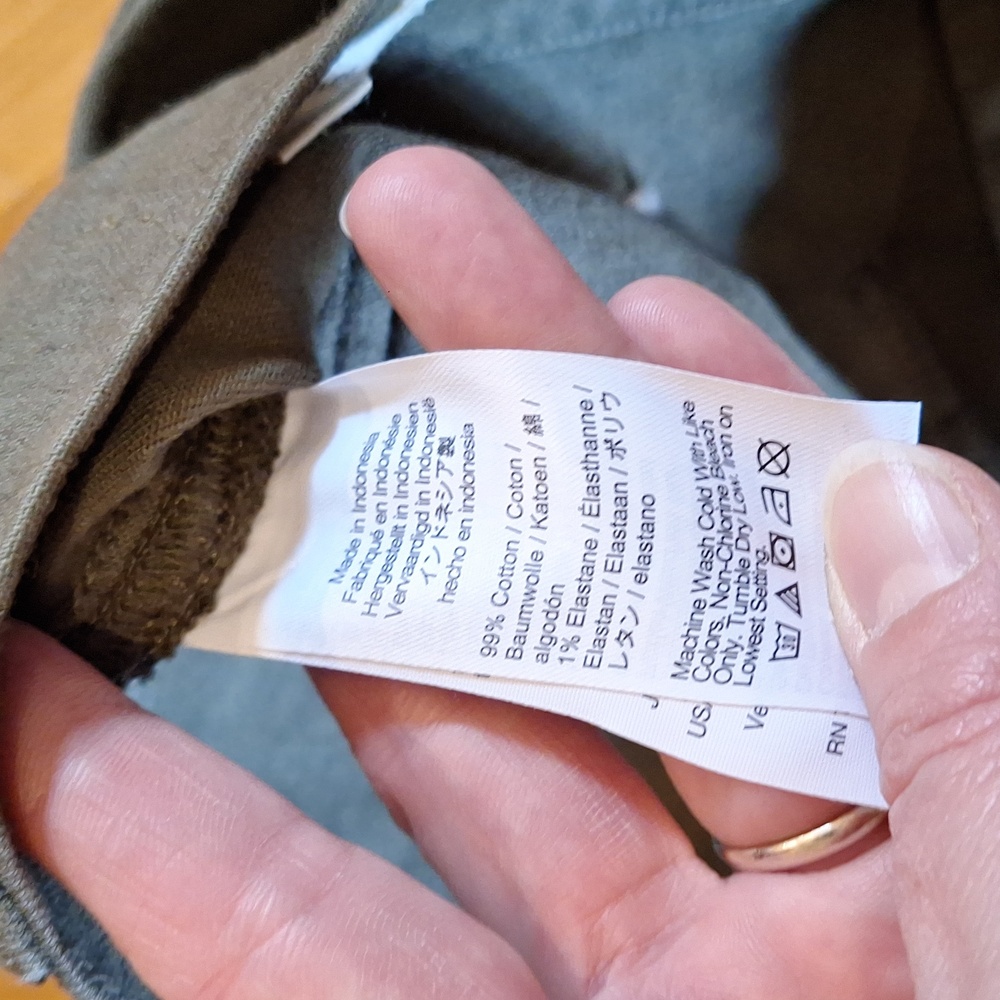 Made in Indonesia
Fabriqué en Indonésie
Hergestellt in Indonesien
Vervaardigd in Indonesië
インドネシア製
hecho en indonesia
99% Cotton / Coton /
Baumwolle / Katoen / 綿 /
algodón
1% Elastane / Élasthanne /
Elastan / Elastaan / ポリウ
レタン / elastano
Machine Wash Cold With Like
Colors. Non-Chlorine Bleach
Only. Tumble Dry Low. Iron on
Lowest Setting.
30
RN